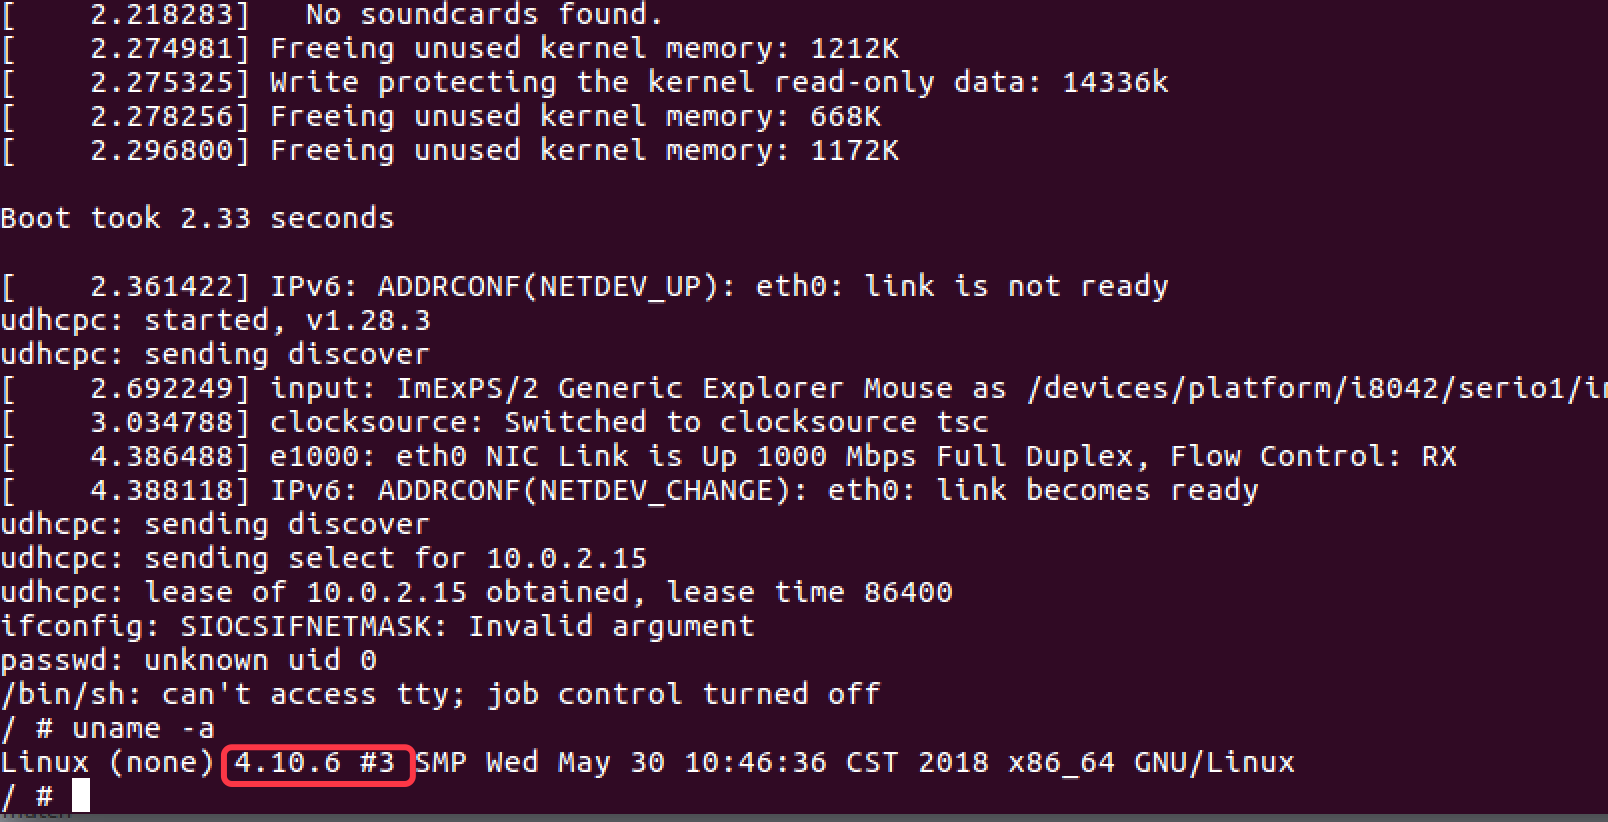 [    2.218283]   No soundcards found.
[    2.274981] Freeing unused kernel memory: 1212K
[    2.275325] Write protecting the kernel read-only data: 14336k
[    2.278256] Freeing unused kernel memory: 668K
[    2.296800] Freeing unused kernel memory: 1172K
Boot took 2.33 seconds
[    2.361422] IPv6: ADDRCONF(NETDEV_UP): eth0: link is not ready
udhcpc: started, v1.28.3
udhcpc: sending discover
[    2.692249] input: ImExPS/2 Generic Explorer Mouse as /devices/platform/i8042/serio1/in
[    3.034788] clocksource: Switched to clocksource tsc
[    4.386488] e1000: eth0 NIC Link is Up 1000 Mbps Full Duplex, Flow Control: RX
[    4.388118] IPv6: ADDRCONF(NETDEV_CHANGE): eth0: link becomes ready
udhcpc: sending discover
udhcpc: sending select for 10.0.2.15
udhcpc: lease of 10.0.2.15 obtained, lease time 86400
ifconfig: SIOCSIFNETMASK: Invalid argument
passwd: unknown uid 0
/bin/sh: can't access tty; job control turned off
/ # uname -a
Linux (none) 4.10.6 #3 SMP Wed May 30 10:46:36 CST 2018 x86_64 GNU/Linux
/ #